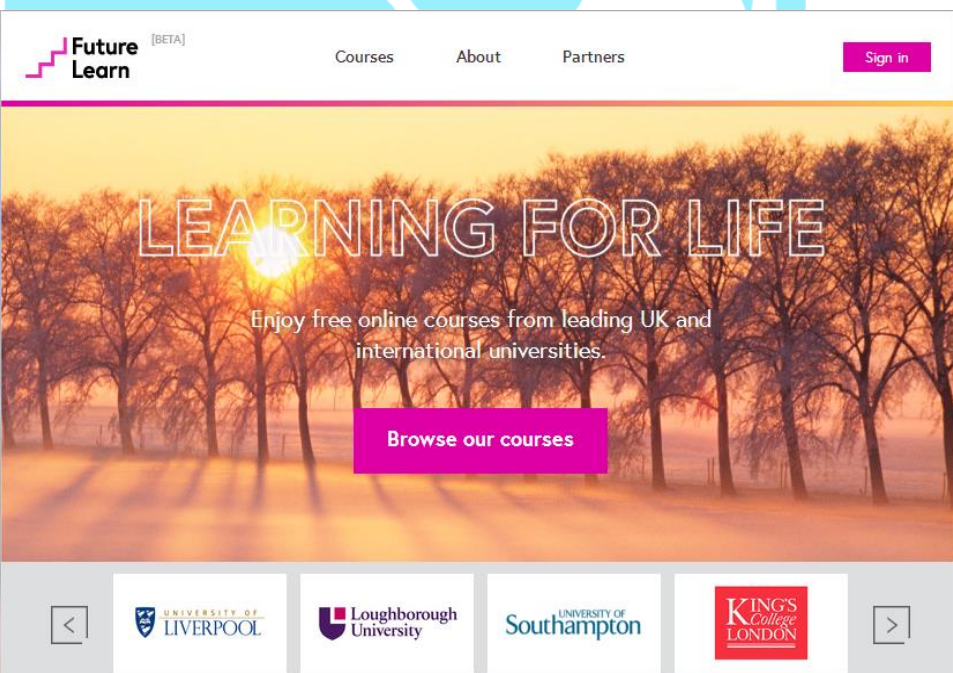 Future
Learn
[BETA]
Courses
About
Partners
Sign in
LEARNING FOR LIFE
Enjoy free online courses from leading UK and
international universities.
Browse our courses
<
UNIVERSITY OF
LIVERPOOL
Loughborough
University
UNIVERSITY OF
Southampton
KING'S
College
LONDON
>